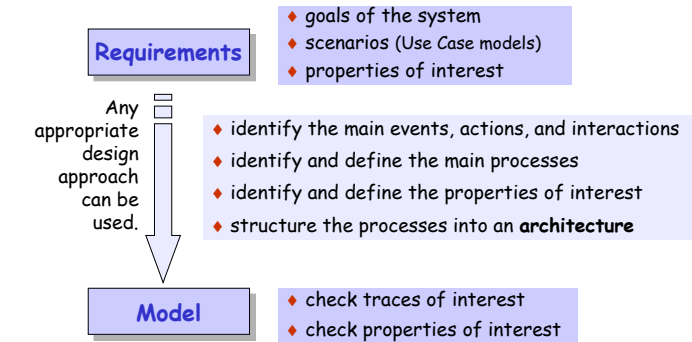 ♦ goals of the system
♦ scenarios (Use Case models)
♦ properties of interest
Requirements
Any
appropriate
design
approach
can be
used.
♦ identify the main events, actions, and interactions
♦ identify and define the main processes
♦ identify and define the properties of interest
♦ structure the processes into an architecture
Model
♦ check traces of interest
♦ check properties of interest